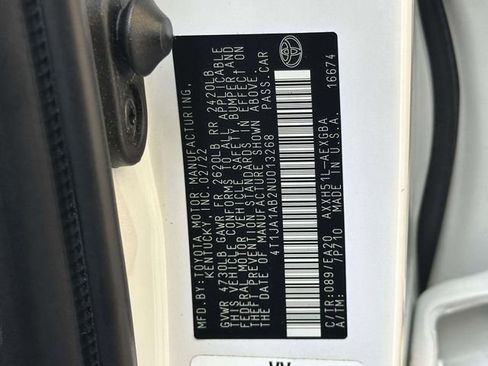 MFD. BY: TOYOTA MOTOR MANUFACTURING,
KENTUCKY, INC. 02/22
GVWR 4730LB GAWR FR 2620LB RR 2420LB
THIS VEHICLE CONFORMS TO ALL APPLICABLE
FEDERAL MOTOR VEHICLE SAFETY, BUMPER AND
THEFT PREVENTION STANDARDS IN EFFECT ON
THE DATE OF MANUFACTURE SHOWN ABOVE.
4T1JA1AB2NU013268 PASS. CAR
C/TR: 089/EA20 AXXH51L-AEXGBA
A/TM: /P710 MADE IN U.S.A. 16674